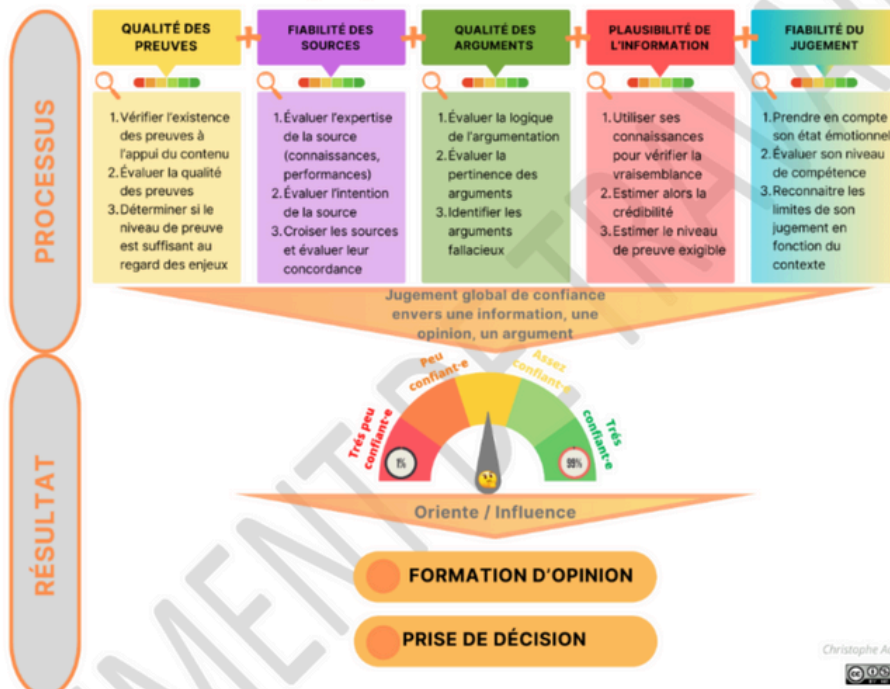 QUALITÉ DES
PREUVES
FIABILITÉ DES
SOURCES
QUALITÉ DES
ARGUMENTS
PLAUSIBILITÉ DE
L'INFORMATION
FIABILITÉ DU
JUGEMENT
PROCESSUS
1. Vérifier l'existence
des preuves à
l'appui du contenu
2. Évaluer la qualité
des preuves
3. Déterminer si le
niveau de preuve
est suffisant au
regard des enjeux
1. Évaluer l'expertise
de la source
(connaissances,
performances)
2. Évaluer l'intention
de la source
3. Croiser les sources
et évaluer leur
concordance
1. Évaluer la logique
de l'argumentation
2. Évaluer la
pertinence des
arguments
3. Identifier les
arguments
fallacieux
1. Utiliser ses
connaissances
pour vérifier la
vraisemblance
2. Estimer alors la
crédibilité
3. Estimer le niveau
de preuve exigible
1. Prendre en compte
son état émotionnel
2. Évaluer son niveau
de compétence
3. Reconnaitre les
limites de son
jugement en
fonction du
contexte
Jugement global de confiance
envers une information, une
opinion, un argument
RÉSULTAT
Trés peu
confiant·e
Peu
confiant·e
Assez
confiant·e
Trés
confiant·e
1%
99%
Oriente / Influence
FORMATION D'OPINION
PRISE DE DÉCISION
Christophe